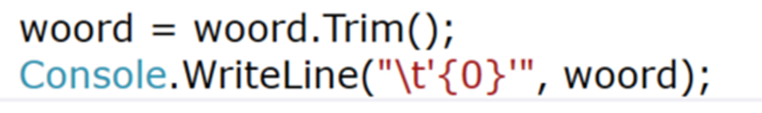 woord = woord.Trim();
Console.WriteLine("\t'{0}'", woord);